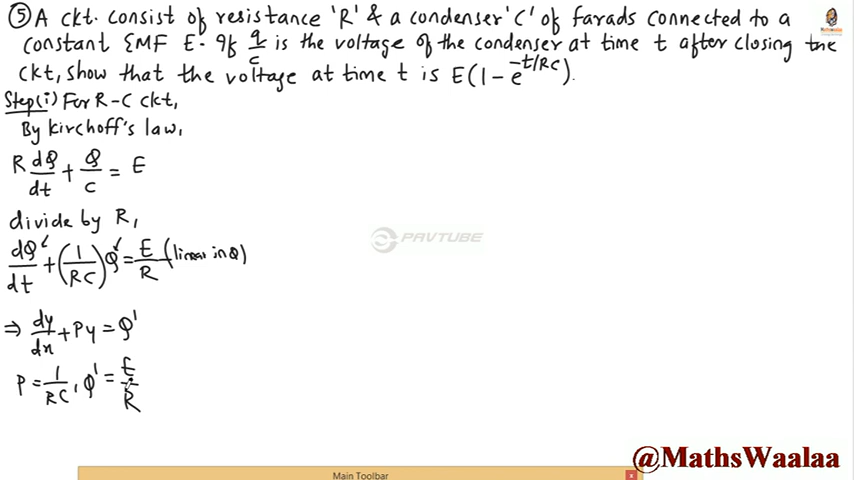 ⑤ A ckt. consist of resistance 'R' & a condenser 'C' of farads connected to a
constant EMF E. If q/c is the voltage of the condenser at time t after closing the
ckt, show that the voltage at time t is E(1 - e^(-t/RC)).
Step(i) For R-C ckt,
By kirchoff's law,
R dQ/dt + Q/c = E
divide by R,
dQ/dt + (1/RC)Q = E/R (linear in Q)
⇒ dy/dx + Py = Q'
P = 1/RC, Q' = E/R
PAVTUBE
@MathsWaalaa
Main Toolbar